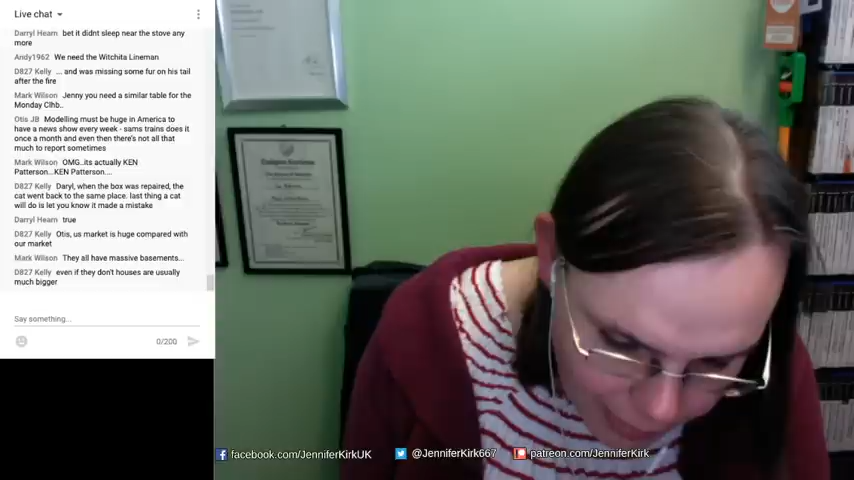 Live chat
Darryl Hearn bet it didnt sleep near the stove any
more
Andy1962 We need the Witchita Lineman
D827 Kelly ... and was missing some fur on his tail
after the fire
Mark Wilson Jenny you need a similar table for the
Monday Clhb..
Otis JB Modelling must be huge in America to
have a news show every week - sams trains does it
once a month and even then there's not all that
much to report sometimes
Mark Wilson OMG..its actually KEN
Patterson...KEN Patterson....
D827 Kelly Daryl, when the box was repaired, the
cat went back to the same place. last thing a cat
will do is let you know it made a mistake
Darryl Hearn true
D827 Kelly Otis, us market is huge compared with
our market
Mark Wilson They all have massive basements...
D827 Kelly even if they don't houses are usually
much bigger
Say something...
0/200
facebook.com/JenniferKirkUK
@JenniferKirk667
patreon.com/JenniferKirk